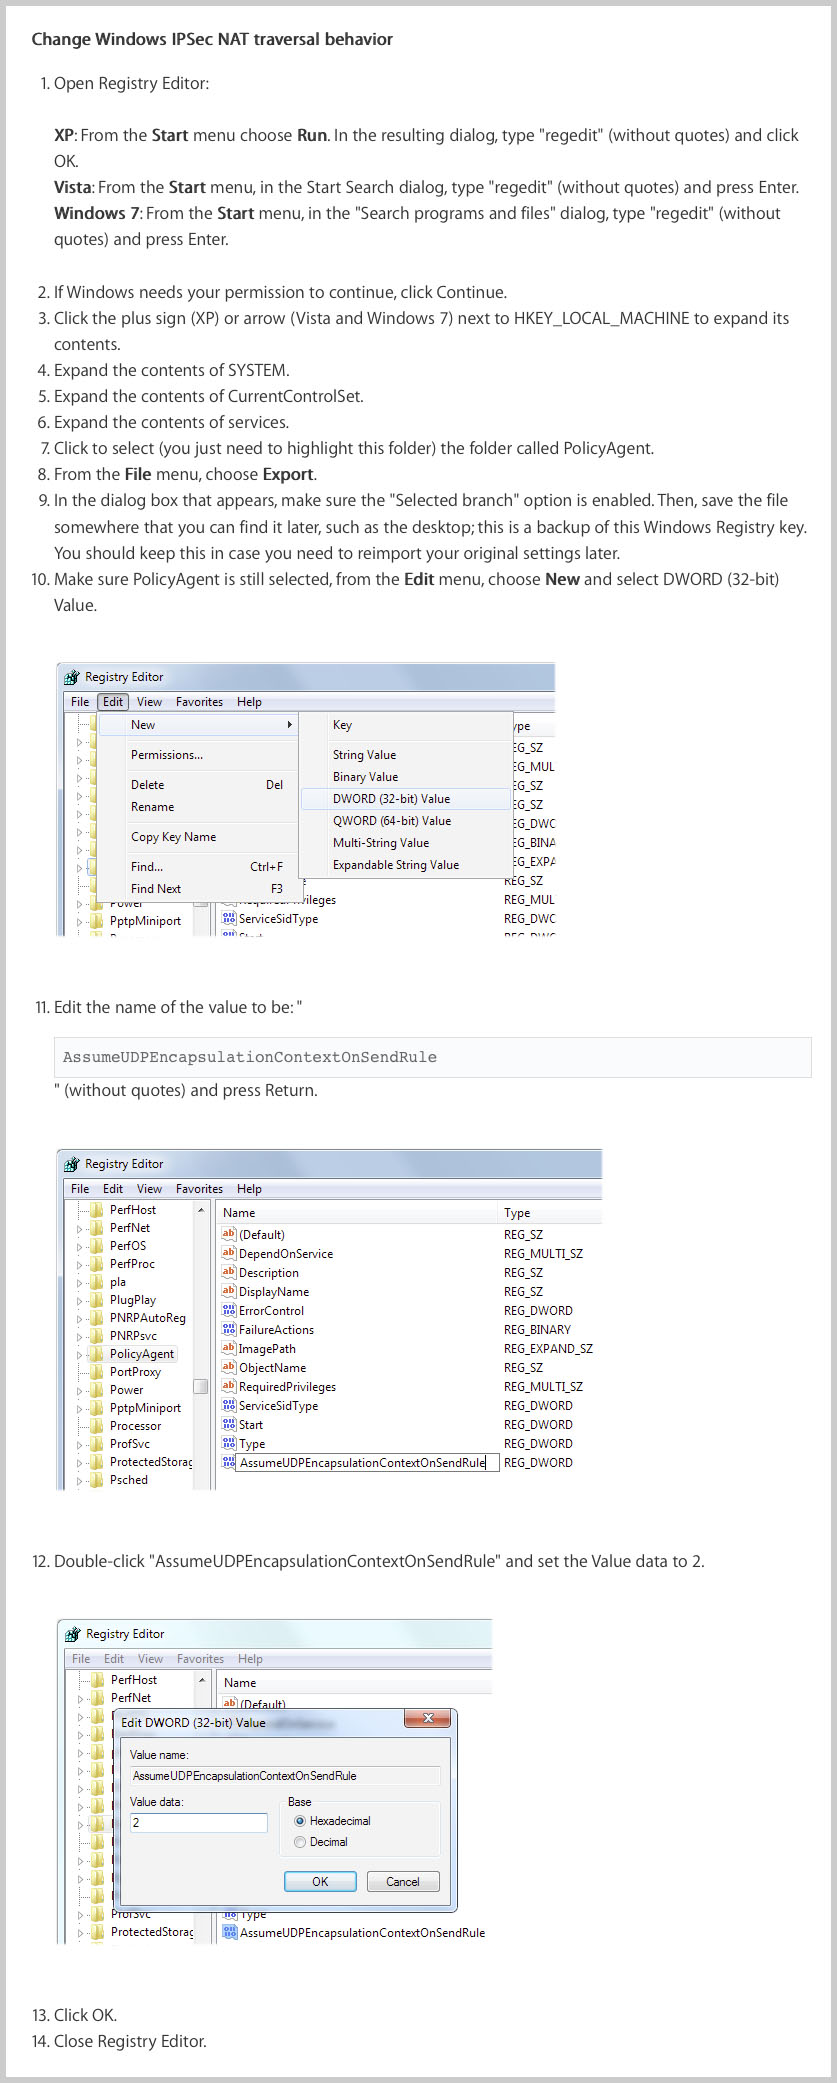 Change Windows IPSec NAT traversal behavior
1. Open Registry Editor:
XP: From the Start menu choose Run. In the resulting dialog, type "regedit" (without quotes) and click
OK.
Vista: From the Start menu, in the Start Search dialog, type "regedit" (without quotes) and press Enter.
Windows 7: From the Start menu, in the "Search programs and files" dialog, type "regedit" (without
quotes) and press Enter.
2. If Windows needs your permission to continue, click Continue.
3. Click the plus sign (XP) or arrow (Vista and Windows 7) next to HKEY_LOCAL_MACHINE to expand its
contents.
4. Expand the contents of SYSTEM.
5. Expand the contents of CurrentControlSet.
6. Expand the contents of services.
7. Click to select (you just need to highlight this folder) the folder called PolicyAgent.
8. From the File menu, choose Export.
9. In the dialog box that appears, make sure the "Selected branch" option is enabled. Then, save the file
somewhere that you can find it later, such as the desktop; this is a backup of this Windows Registry key.
You should keep this in case you need to reimport your original settings later.
10. Make sure PolicyAgent is still selected, from the Edit menu, choose New and select DWORD (32-bit)
Value.
Registry Editor
File Edit View Favorites Help
New Key ype
Permissions... String Value EG_SZ
Binary Value EG_MUL
Delete Del DWORD (32-bit) Value EG_SZ
Rename QWORD (64-bit) Value EG_SZ
Copy Key Name Multi-String Value EG_DWC
Find... Ctrl+F Expandable String Value EG_BINA
Find Next F3 EG_EXPA
REG_SZ
Power vileges REG_MUL
PptpMiniport ServiceSidType REG_DWC
Start REG_DWC
11. Edit the name of the value to be: "
AssumeUDPEncapsulationContextOnSendRule
" (without quotes) and press Return.
Registry Editor
File Edit View Favorites Help
PerfHost Name Type
PerfNet (Default) REG_SZ
PerfOS DependOnService REG_MULTI_SZ
PerfProc Description REG_SZ
pla DisplayName REG_SZ
PlugPlay ErrorControl REG_DWORD
PNRPAutoReg FailureActions REG_BINARY
PNRPsvc ImagePath REG_EXPAND_SZ
PolicyAgent ObjectName REG_SZ
PortProxy RequiredPrivileges REG_MULTI_SZ
Power ServiceSidType REG_DWORD
PptpMiniport Start REG_DWORD
Processor Type REG_DWORD
ProfSvc AssumeUDPEncapsulationContextOnSendRule REG_DWORD
ProtectedStorag
Psched
12. Double-click "AssumeUDPEncapsulationContextOnSendRule" and set the Value data to 2.
Registry Editor
File Edit View Favorites Help
PerfHost Name
PerfNet (Default)
Edit DWORD (32-bit) Value
Value name:
AssumeUDPEncapsulationContextOnSendRule
Value data: Base
2 Hexadecimal
Decimal
OK Cancel
ProfSvc Type
ProtectedStorag AssumeUDPEncapsulationContextOnSendRule
13. Click OK.
14. Close Registry Editor.